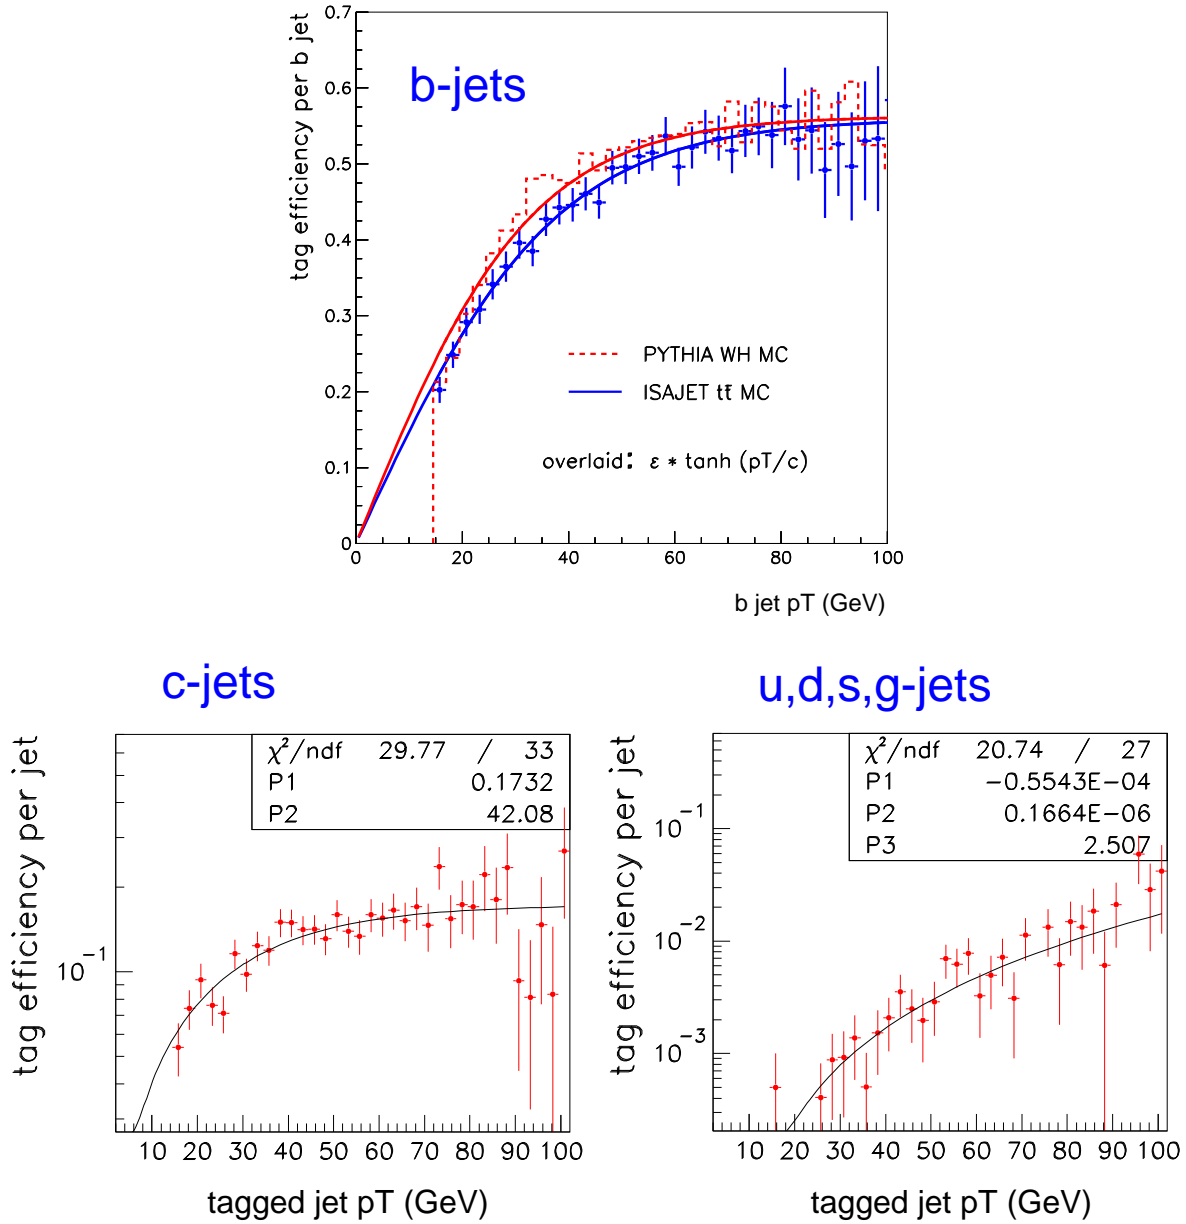 b-jets
tag efficiency per b jet
0.7
0.6
0.5
0.4
0.3
0.2
0.1
0
PYTHIA WH MC
ISAJET tt̄ MC
overlaid: ε * tanh (pT/c)
0 20 40 60 80 100
b jet pT (GeV)
c-jets
tag efficiency per jet
χ²/ndf 29.77 / 33
P1 0.1732
P2 42.08
10⁻¹
10 20 30 40 50 60 70 80 90 100
tagged jet pT (GeV)
u,d,s,g-jets
tag efficiency per jet
χ²/ndf 20.74 / 27
P1 -0.5543E-04
P2 0.1664E-06
P3 2.507
10⁻¹
10⁻²
10⁻³
10 20 30 40 50 60 70 80 90 100
tagged jet pT (GeV)